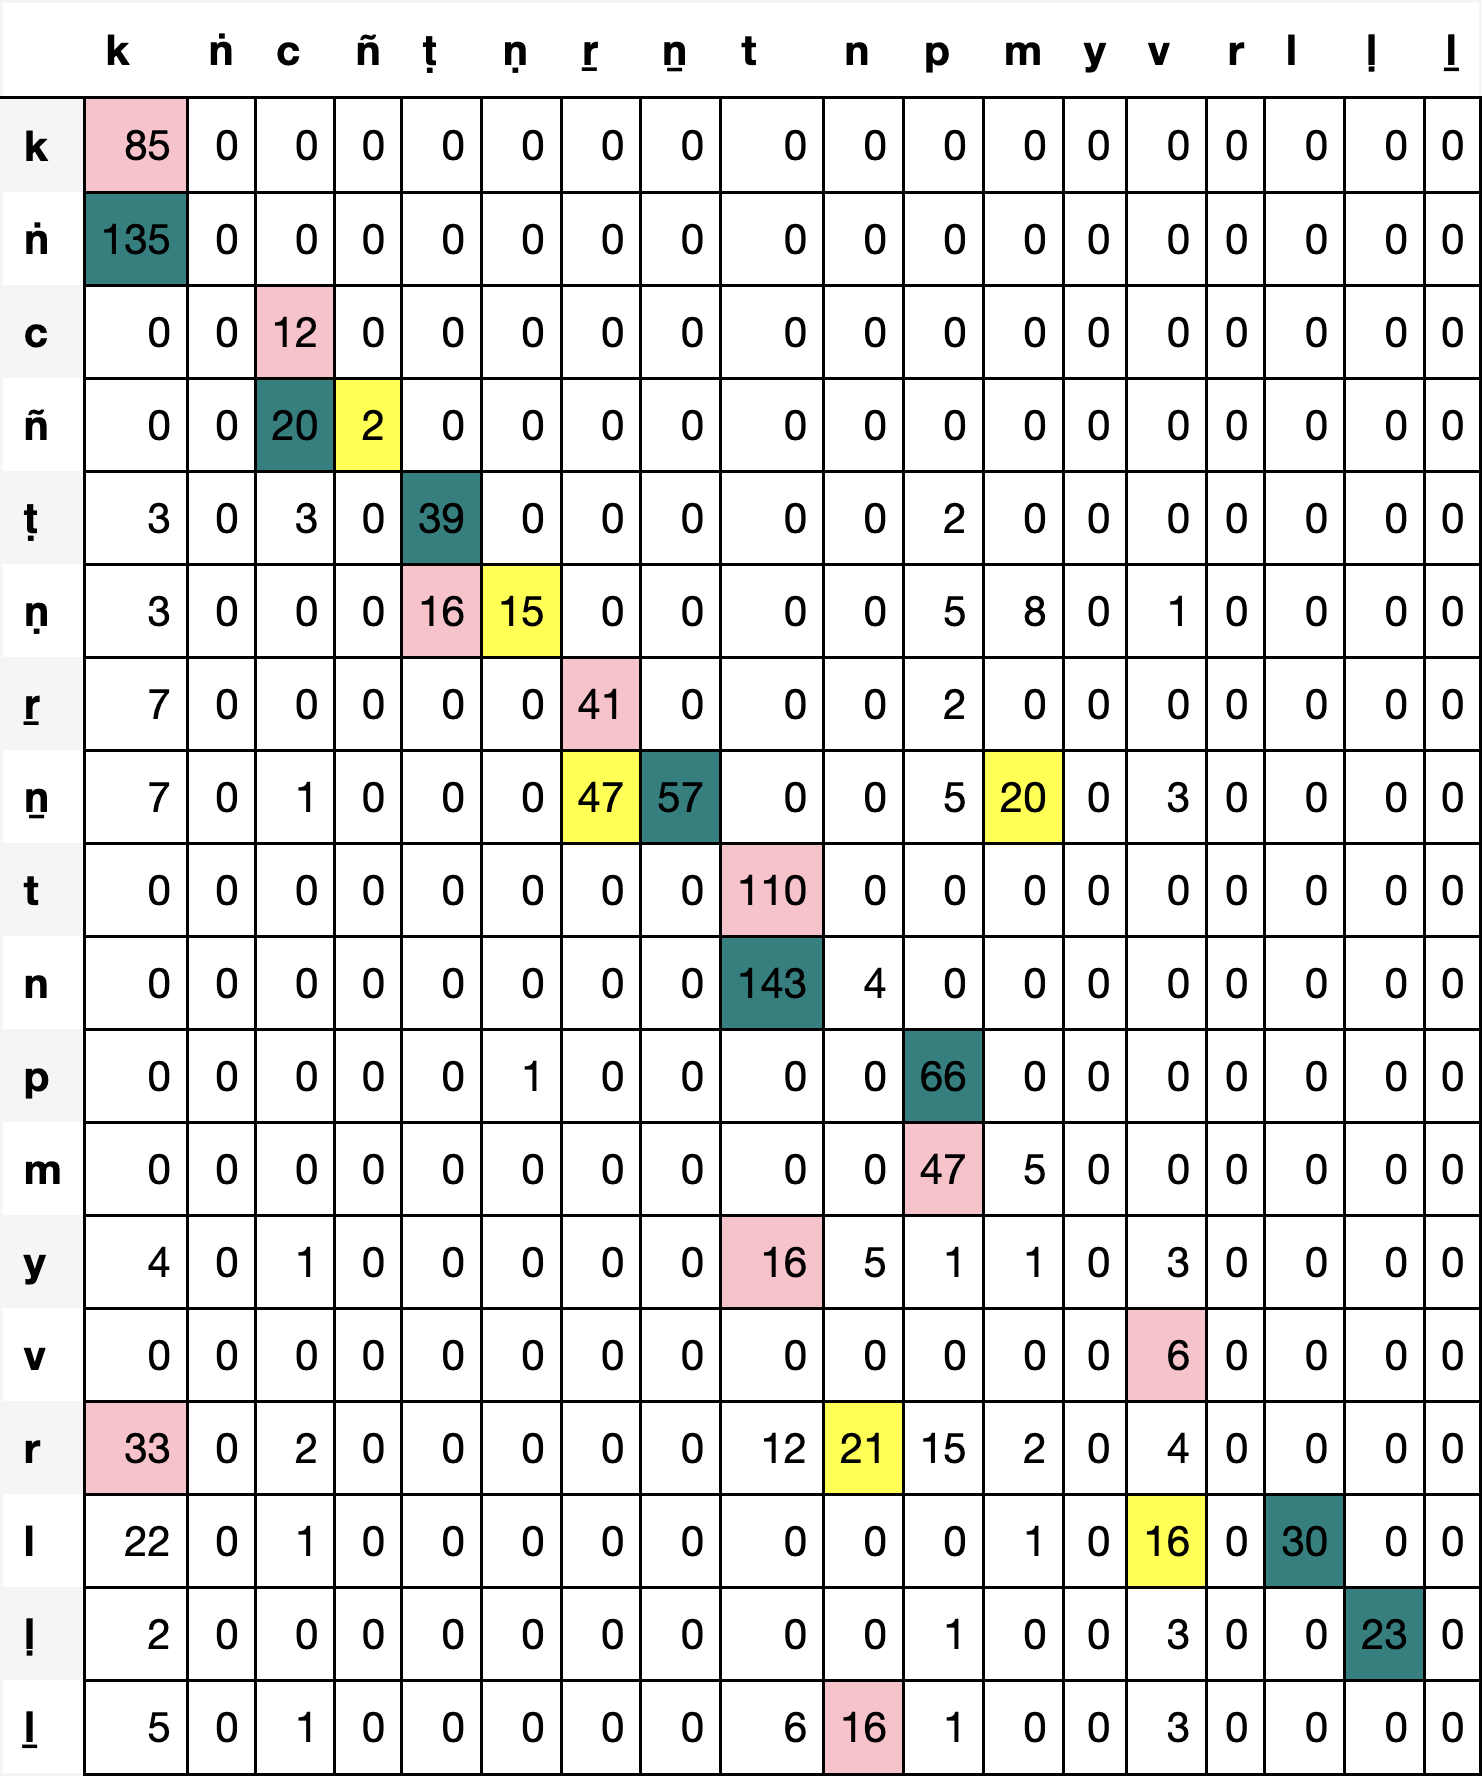 k ṅ c ñ ṭ ṇ ṟ ṉ t n p m y v r l ḷ ḻ
k 85 0 0 0 0 0 0 0 0 0 0 0 0 0 0 0 0 0
ṅ 135 0 0 0 0 0 0 0 0 0 0 0 0 0 0 0 0 0
c 0 0 12 0 0 0 0 0 0 0 0 0 0 0 0 0 0 0
ñ 0 0 20 2 0 0 0 0 0 0 0 0 0 0 0 0 0 0
ṭ 3 0 3 0 39 0 0 0 0 0 2 0 0 0 0 0 0 0
ṇ 3 0 0 0 16 15 0 0 0 0 5 8 0 1 0 0 0 0
ṟ 7 0 0 0 0 0 41 0 0 0 2 0 0 0 0 0 0 0
ṉ 7 0 1 0 0 0 47 57 0 0 5 20 0 3 0 0 0 0
t 0 0 0 0 0 0 0 0 110 0 0 0 0 0 0 0 0 0
n 0 0 0 0 0 0 0 0 143 4 0 0 0 0 0 0 0 0
p 0 0 0 0 0 1 0 0 0 0 66 0 0 0 0 0 0 0
m 0 0 0 0 0 0 0 0 0 0 47 5 0 0 0 0 0 0
y 4 0 1 0 0 0 0 0 16 5 1 1 0 3 0 0 0 0
v 0 0 0 0 0 0 0 0 0 0 0 0 0 6 0 0 0 0
r 33 0 2 0 0 0 0 0 12 21 15 2 0 4 0 0 0 0
l 22 0 1 0 0 0 0 0 0 0 0 1 0 16 0 30 0 0
ḷ 2 0 0 0 0 0 0 0 0 0 1 0 0 3 0 0 23 0
ḻ 5 0 1 0 0 0 0 0 6 16 1 0 0 3 0 0 0 0